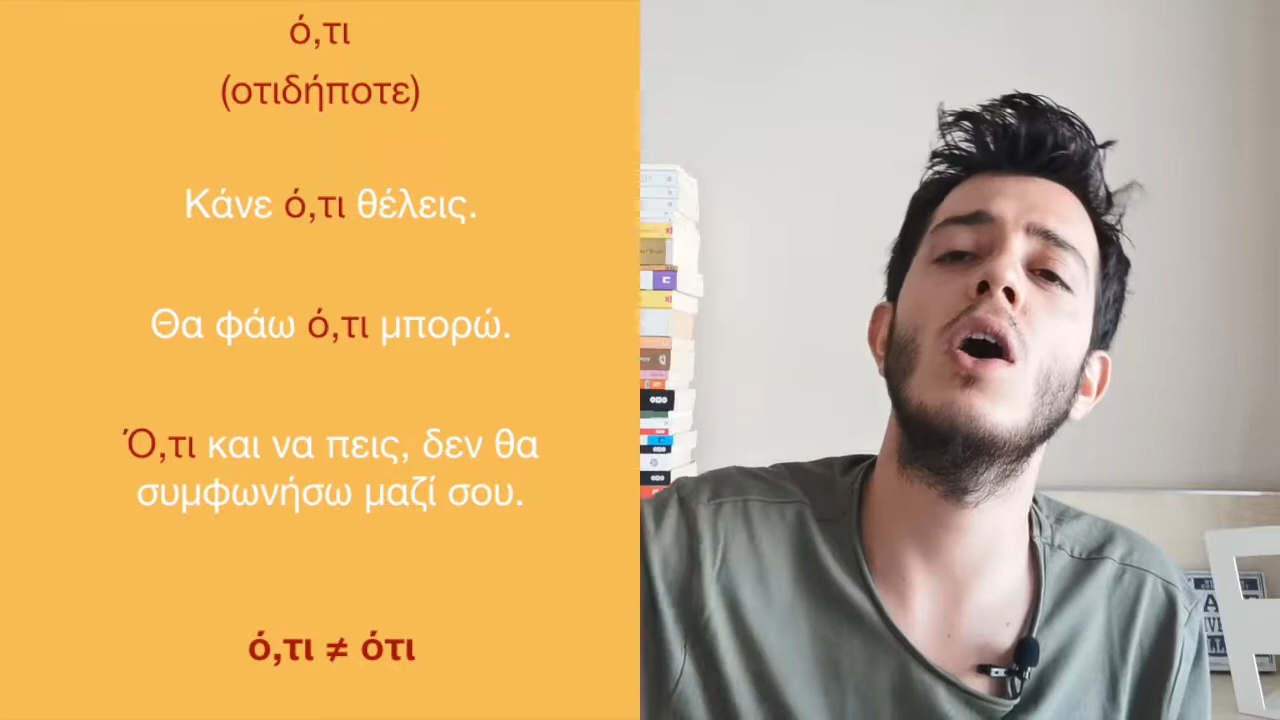 ό,τι
(οτιδήποτε)
Κάνε ό,τι θέλεις.
Θα φάω ό,τι μπορώ.
Ό,τι και να πεις, δεν θα
συμφωνήσω μαζί σου.
ό,τι ≠ ότι